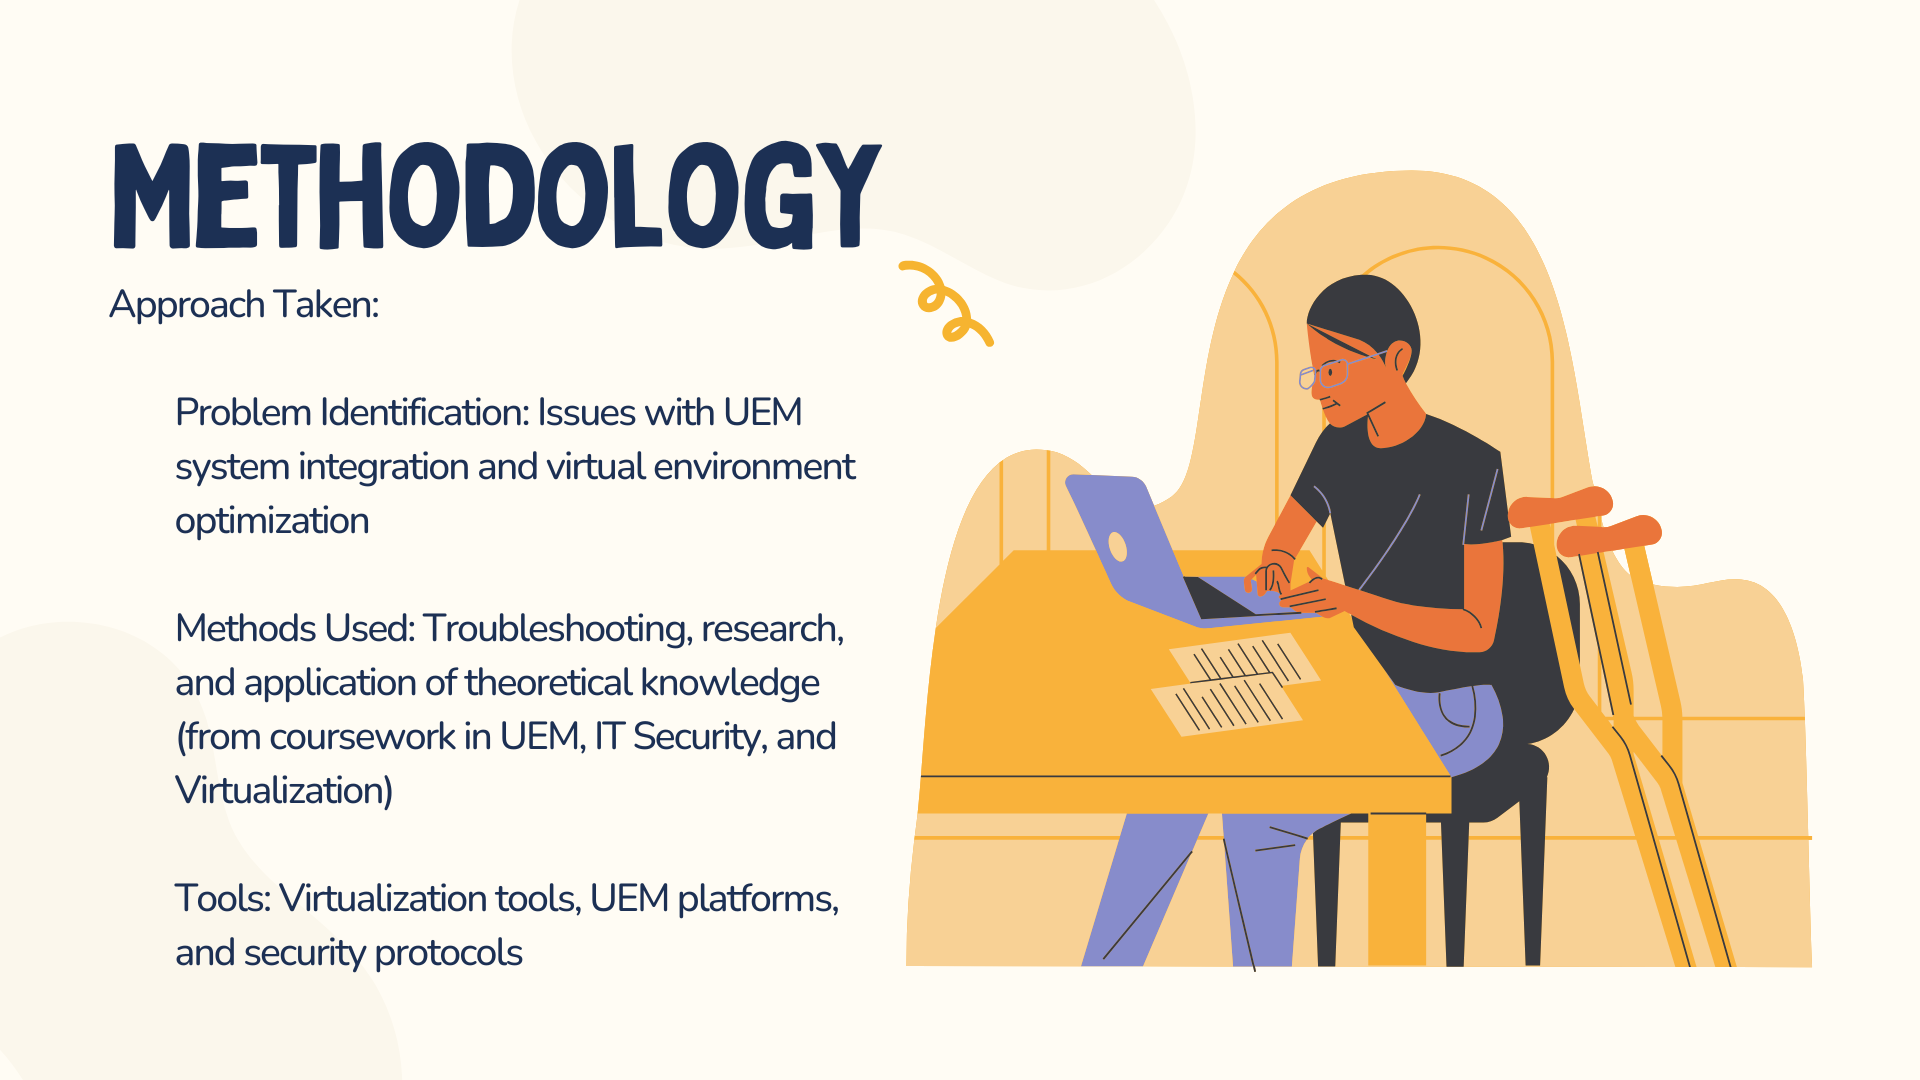 METHODOLOGY
Approach Taken:
Problem Identification: Issues with UEM
system integration and virtual environment
optimization
Methods Used: Troubleshooting, research,
and application of theoretical knowledge
(from coursework in UEM, IT Security, and
Virtualization)
Tools: Virtualization tools, UEM platforms,
and security protocols